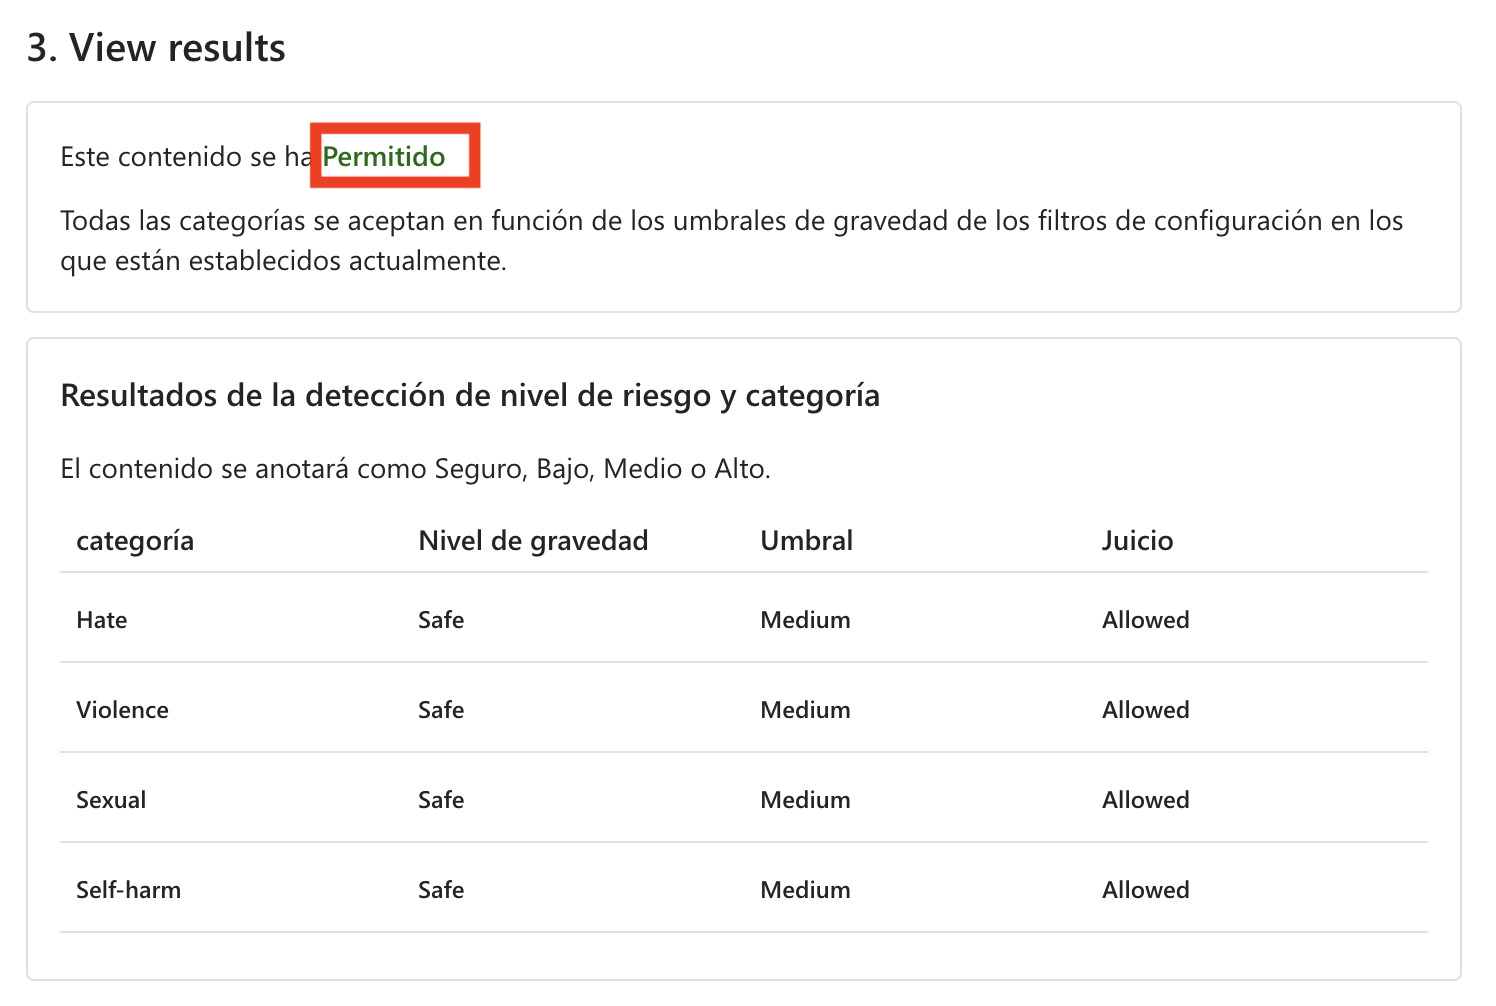 3. View results
Este contenido se ha Permitido
Todas las categorías se aceptan en función de los umbrales de gravedad de los filtros de configuración en los
que están establecidos actualmente.
Resultados de la detección de nivel de riesgo y categoría
El contenido se anotará como Seguro, Bajo, Medio o Alto.
categoría Nivel de gravedad Umbral Juicio
Hate Safe Medium Allowed
Violence Safe Medium Allowed
Sexual Safe Medium Allowed
Self-harm Safe Medium Allowed